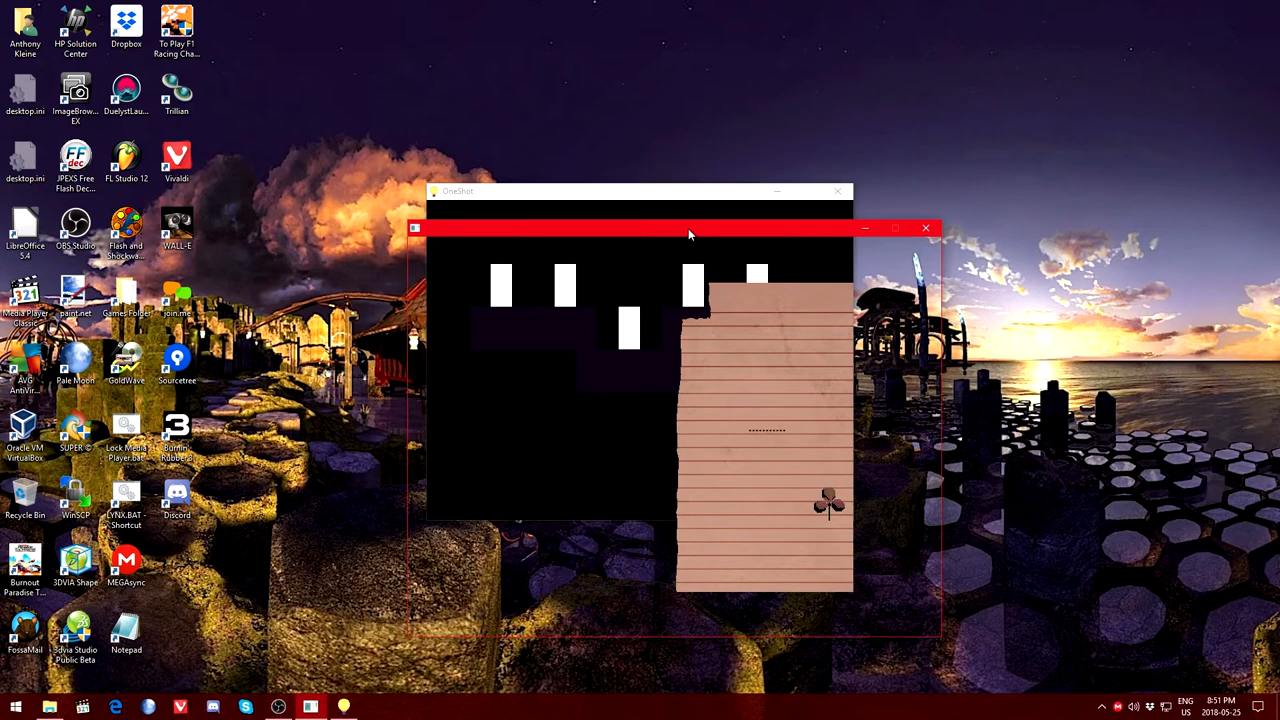 Anthony Kleine
HP Solution Center
Dropbox
To Play F1 Racing Cha...
desktop.ini
ImageBrow... EX
DuelystLau...
Trillian
desktop.ini
JPEXS Free Flash Dec...
FL Studio 12
Vivaldi
LibreOffice 5.4
OBS Studio
Flash and Shockwa...
WALL-E
Media Player Classic
paint.net
Games Folder
join.me
AVG AntiVir...
Pale Moon
GoldWave
Sourcetree
Oracle VM VirtualBox
SUPER ©
Lock Media Player.bat
Burnin' Rubber 3
Recycle Bin
WinSCP
LYNX.BAT - Shortcut
Discord
Burnout Paradise T...
3DVIA Shape
MEGAsync
FossaMail
3dvia Studio Public Beta
Notepad
OneShot
...........
ENG
US
8:51 PM
2018-05-25